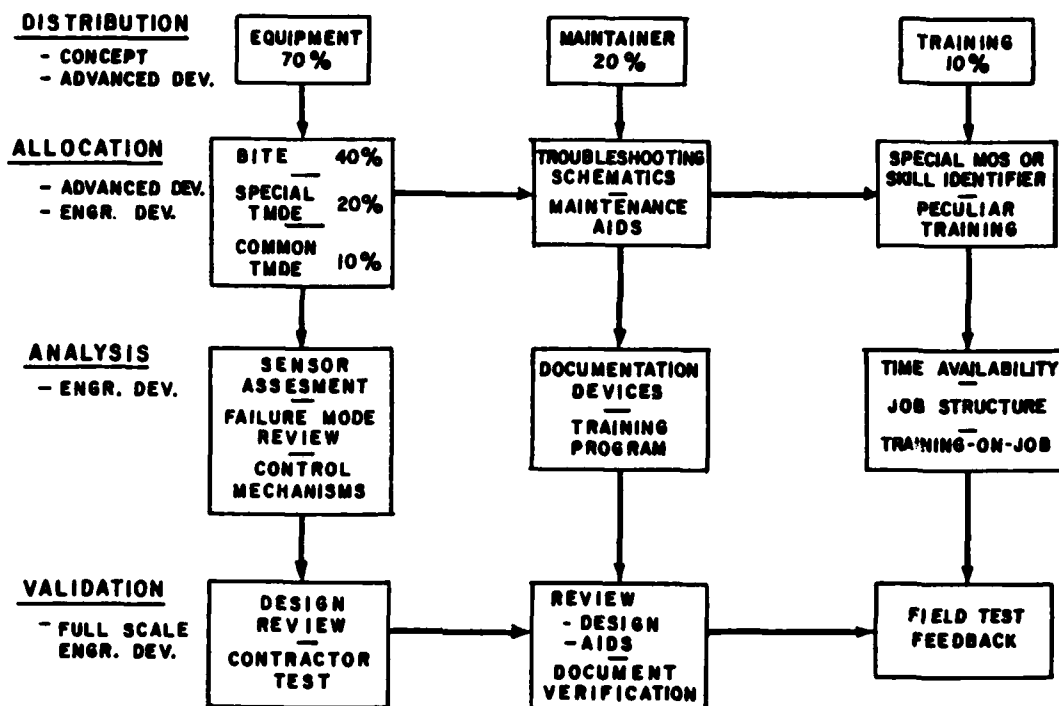 DISTRIBUTION
- CONCEPT
- ADVANCED DEV.
EQUIPMENT
70%
MAINTAINER
20%
TRAINING
10%
ALLOCATION
- ADVANCED DEV.
- ENGR. DEV.
BITE 40%
SPECIAL
TMDE 20%
COMMON
TMDE 10%
TROUBLESHOOTING
SCHEMATICS
MAINTENANCE
AIDS
SPECIAL MOS OR
SKILL IDENTIFIER
PECULIAR
TRAINING
ANALYSIS
- ENGR. DEV.
SENSOR
ASSESMENT
FAILURE MODE
REVIEW
CONTROL
MECHANISMS
DOCUMENTATION
DEVICES
TRAINING
PROGRAM
TIME AVAILABILITY
JOB STRUCTURE
TRAINING-ON-JOB
VALIDATION
- FULL SCALE
ENGR. DEV.
DESIGN
REVIEW
CONTRACTOR
TEST
REVIEW
- DESIGN
- AIDS
DOCUMENT
VERIFICATION
FIELD TEST
FEEDBACK